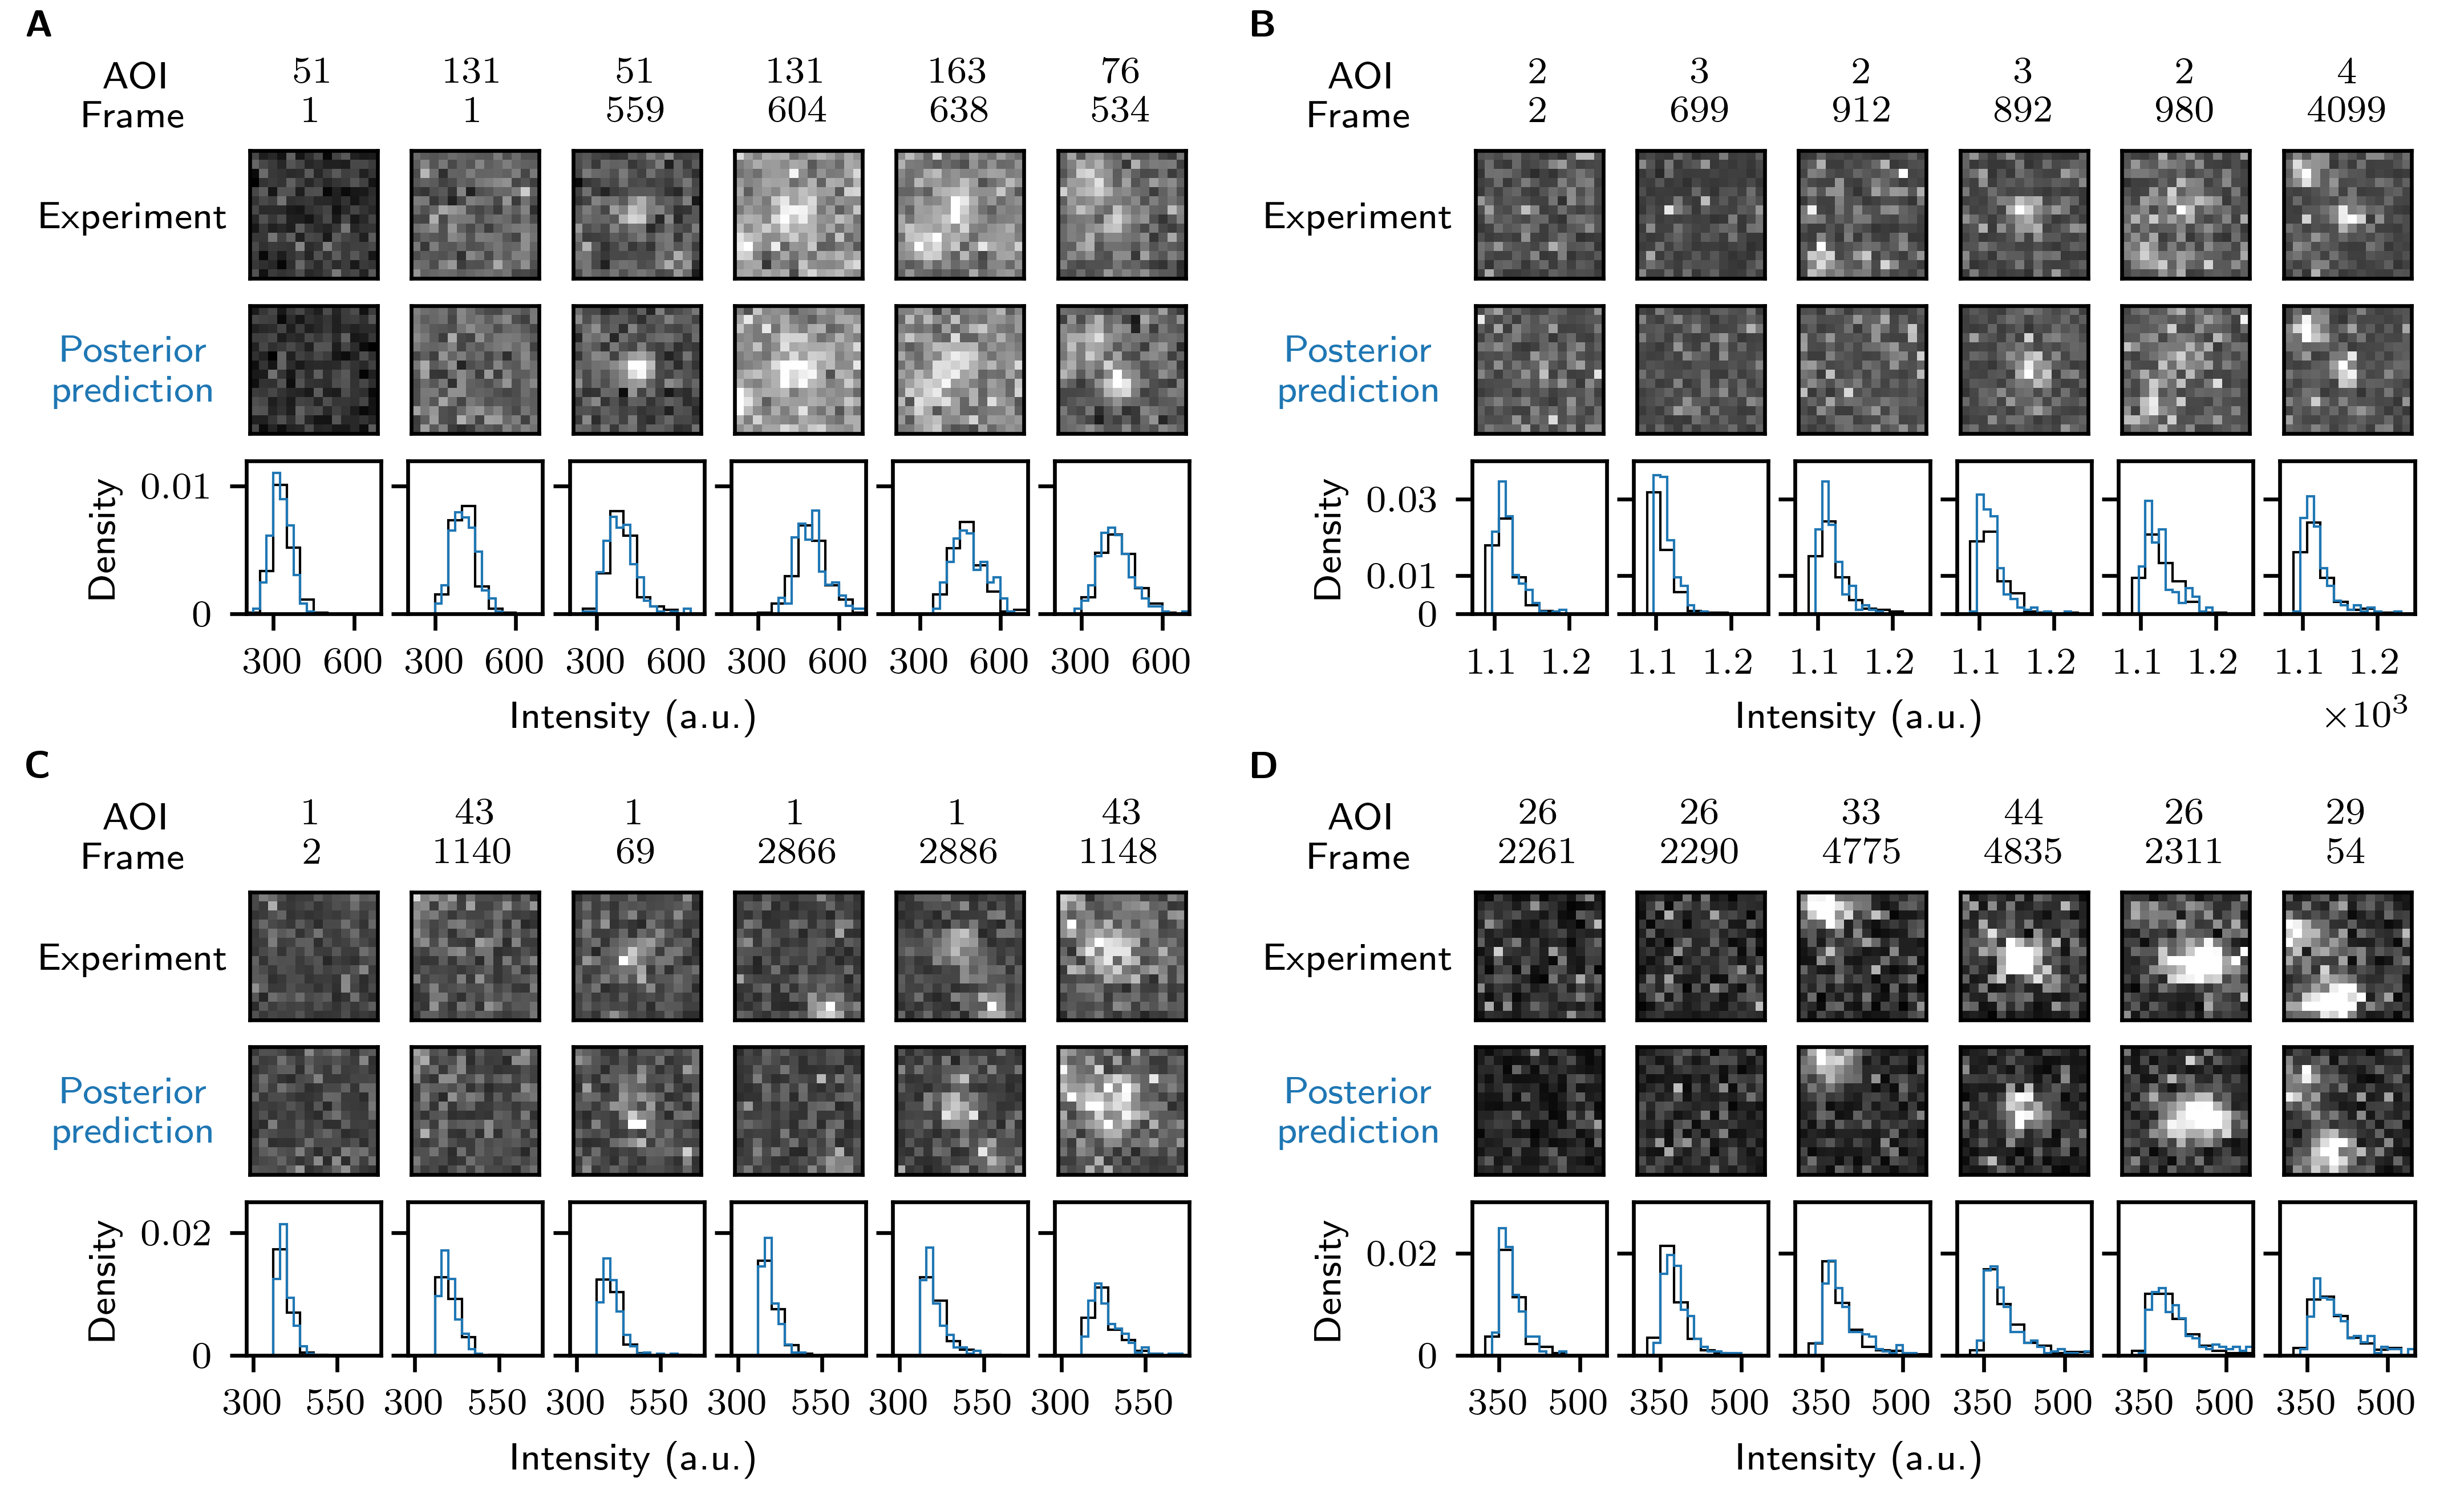 A
AOI 51 131 51 131 163 76
Frame 1 1 559 604 638 534
Experiment
Posterior
prediction
Density
0.01
0
300 600 300 600 300 600 300 600 300 600 300 600
Intensity (a.u.)
B
AOI 2 3 2 3 2 4
Frame 2 699 912 892 980 4099
Experiment
Posterior
prediction
Density
0.03
0.01
0
1.1 1.2 1.1 1.2 1.1 1.2 1.1 1.2 1.1 1.2 1.1 1.2
Intensity (a.u.)
×10³
C
AOI 1 43 1 1 1 43
Frame 2 1140 69 2866 2886 1148
Experiment
Posterior
prediction
Density
0.02
0
300 550 300 550 300 550 300 550 300 550 300 550
Intensity (a.u.)
D
AOI 26 26 33 44 26 29
Frame 2261 2290 4775 4835 2311 54
Experiment
Posterior
prediction
Density
0.02
0
350 500 350 500 350 500 350 500 350 500 350 500
Intensity (a.u.)